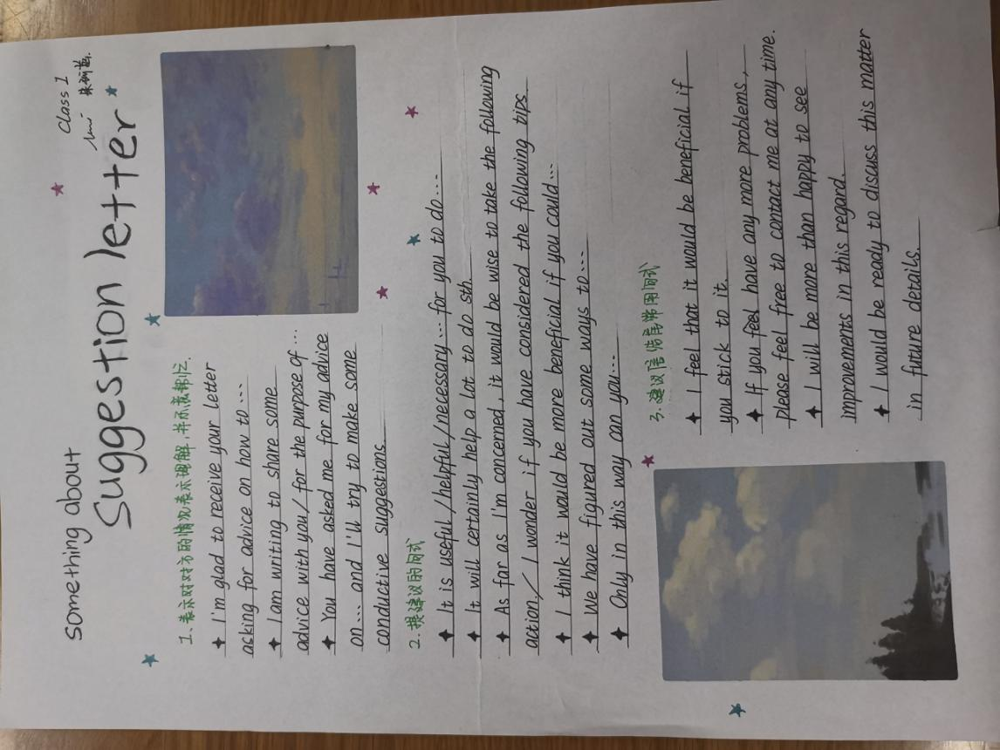 something about
Class 1
Suggestion letter
1. 表示对对方的情况表示理解,并示帮忙.
I'm glad to receive your letter
asking for advice on how to ...
I am writing to share some
advice with you/ for the purpose of ...
You have asked me for my advice
on ... and I'll try to make some
conductive suggestions
2. 提建议的句式
It is useful/helpful/necessary... for you to do...
It will certainly help a lot to do sth.
As far as I'm concerned, it would be wise to take the following
action./ I wonder if you have considered the following tips
I think it would be more beneficial if you could...
We have figured out some ways to...
Only in this way can you...
3. 建议信结尾常用句式
I feel that it would be beneficial if
you stick to it.
If you feel have any more problems,
please feel free to contact me at any time.
I will be more than happy to see
improvements in this regard.
I would be ready to discuss this matter
in future details.